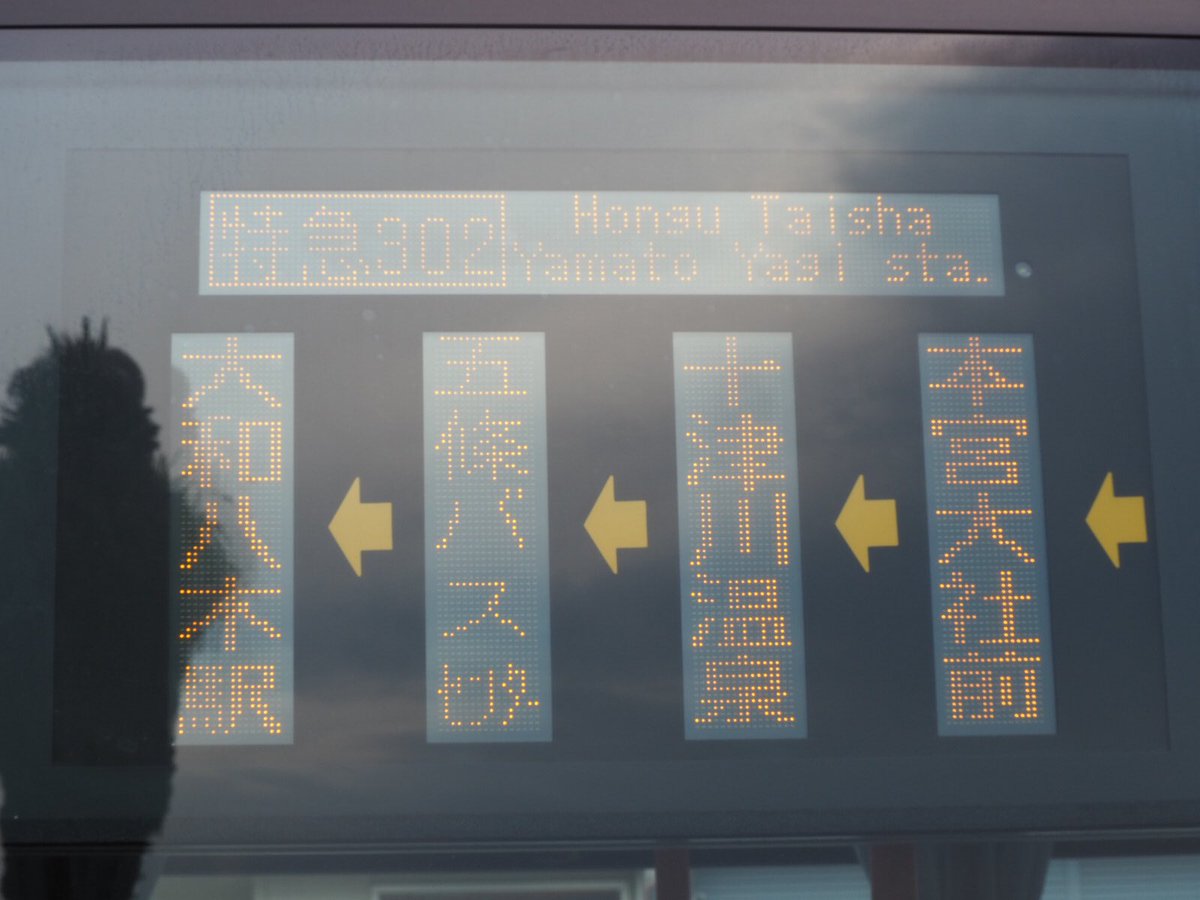 特急302
Hongu Taisha
Yamato Yagi sta.
大和八木駅
五條バスセンター
十津川温泉
本宮大社前